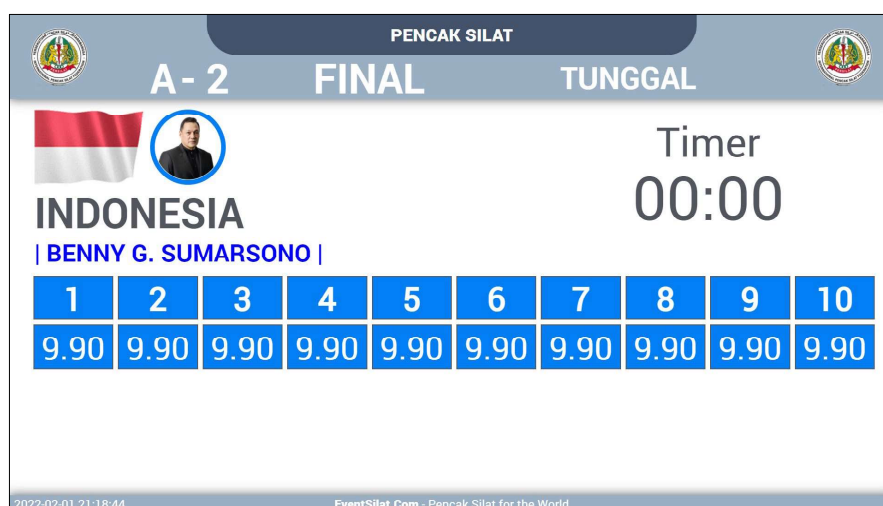 PENCAK SILAT
A - 2 FINAL TUNGGAL
Timer
00:00
INDONESIA
| BENNY G. SUMARSONO |
1 2 3 4 5 6 7 8 9 10
9.90 9.90 9.90 9.90 9.90 9.90 9.90 9.90 9.90 9.90
2022-02-01 21:18:44 EventSilat.Com - Pencak Silat for the World